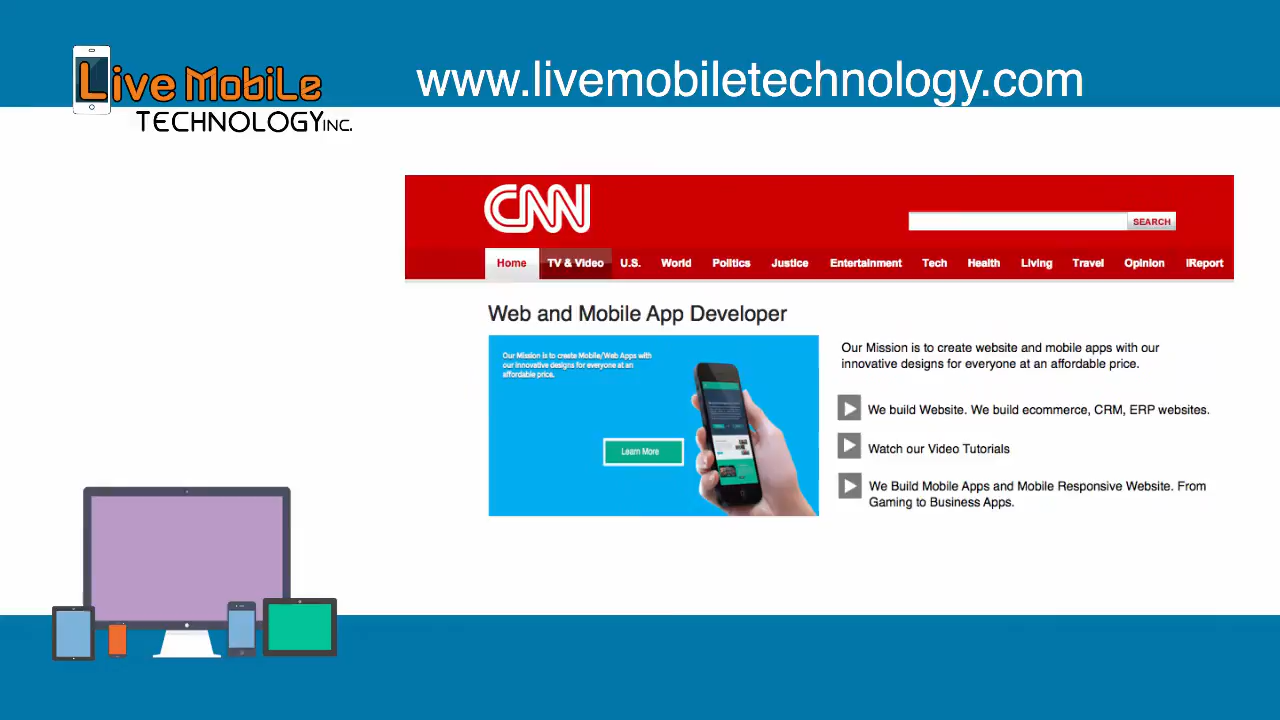 Live Mobile
TECHNOLOGY INC.
www.livemobiletechnology.com
CNN
SEARCH
Home TV & Video U.S. World Politics Justice Entertainment Tech Health Living Travel Opinion iReport
Web and Mobile App Developer
Our Mission is to create Mobile/Web Apps with
our innovative designs for everyone at an
affordable price.
Learn More
Our Mission is to create website and mobile apps with our
innovative designs for everyone at an affordable price.
We build Website. We build ecommerce, CRM, ERP websites.
Watch our Video Tutorials
We Build Mobile Apps and Mobile Responsive Website. From
Gaming to Business Apps.